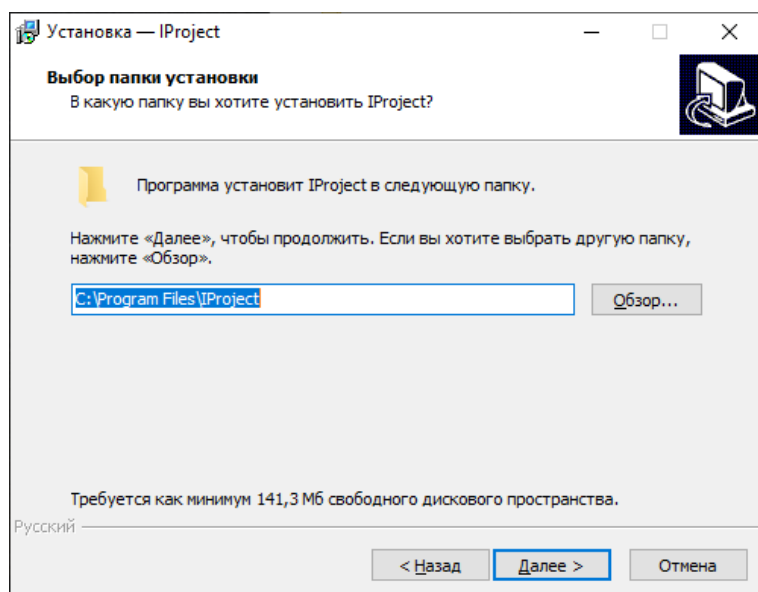 Установка — IProject
Выбор папки установки
В какую папку вы хотите установить IProject?
Программа установит IProject в следующую папку.
Нажмите «Далее», чтобы продолжить. Если вы хотите выбрать другую папку,
нажмите «Обзор».
C:\Program Files\IProject
Обзор...
Требуется как минимум 141,3 Мб свободного дискового пространства.
Русский
< Назад
Далее >
Отмена